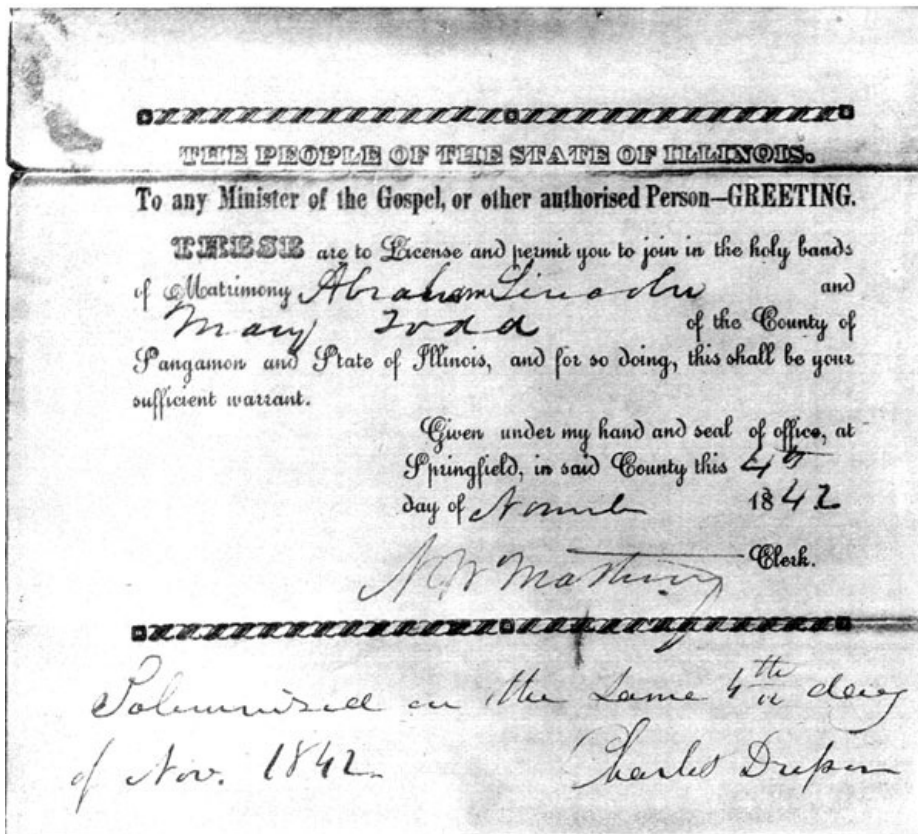 THE PEOPLE OF THE STATE OF ILLINOIS.
To any Minister of the Gospel, or other authorised Person—GREETING.
THESE are to License and permit you to join in the holy bands
of Matrimony Abraham Lincoln and
Mary Todd of the County of
Sangamon and State of Illinois, and for so doing, this shall be your
sufficient warrant.
Given under my hand and seal of office, at
Springfield, in said County this 4th
day of November 1842
Clerk.
N W Matheny
Solemnised on the same 4th day
of Nov. 1842. Charles Dresser